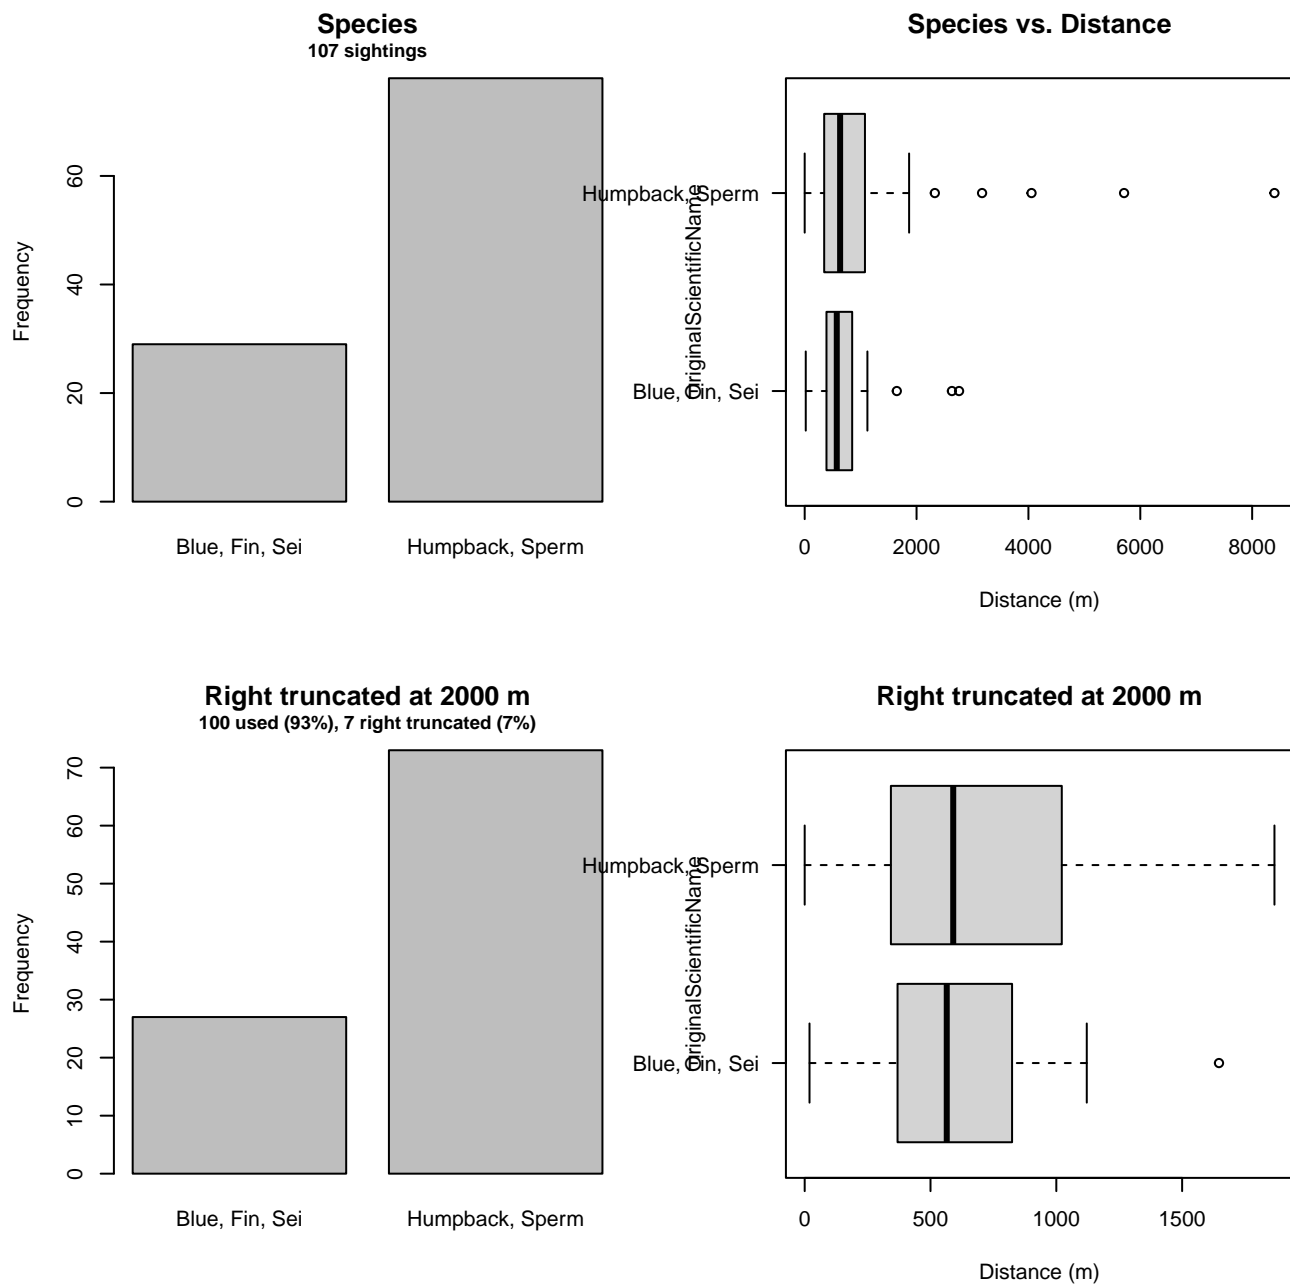 Species
107 sightings
Frequency
0
20
40
60
Blue, Fin, Sei
Humpback, Sperm
Species vs. Distance
OriginalScientificName
Humpback, Sperm
Blue, Fin, Sei
0 2000 4000 6000 8000
Distance (m)
Right truncated at 2000 m
100 used (93%), 7 right truncated (7%)
Frequency
0
10
20
30
40
50
60
70
Blue, Fin, Sei
Humpback, Sperm
Right truncated at 2000 m
OriginalScientificName
Humpback, Sperm
Blue, Fin, Sei
0 500 1000 1500
Distance (m)